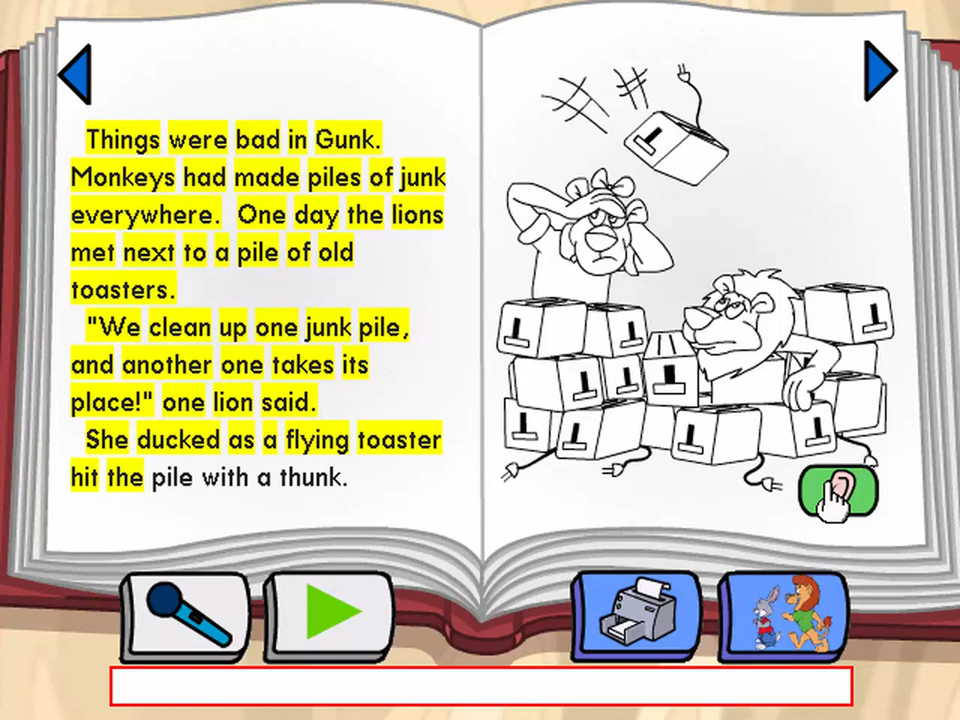 Things were bad in Gunk.
Monkeys had made piles of junk
everywhere. One day the lions
met next to a pile of old
toasters.
"We clean up one junk pile,
and another one takes its
place!" one lion said.
She ducked as a flying toaster
hit the pile with a thunk.